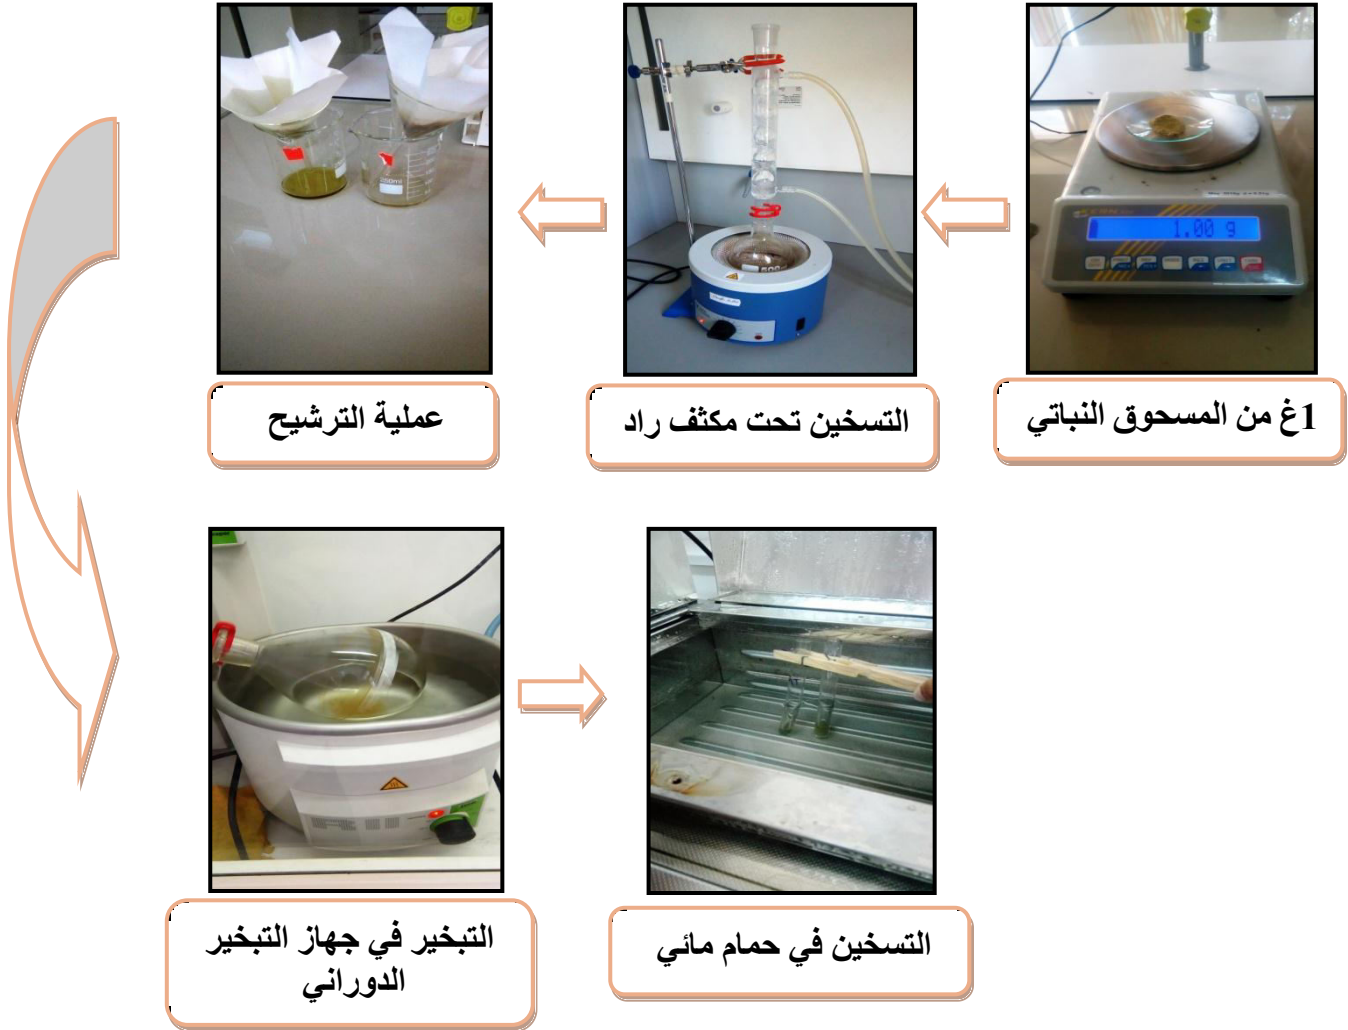 1غ من المسحوق النباتي
التسخين تحت مكثف راد
عملية الترشيح
التبخير في جهاز التبخير
الدوراني
التسخين في حمام مائي
1.00 g